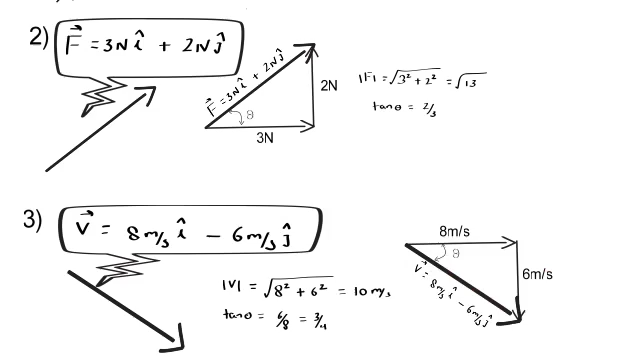 2) F⃗ = 3N î + 2N ĵ
F⃗ = 3N î + 2N ĵ
2N
θ
3N
|F| = √3² + 2² = √13
tanθ = 2/3
3) V⃗ = 8m/s î - 6m/s ĵ
8m/s
θ
6m/s
V⃗ = 8m/s î - 6m/s ĵ
|V| = √8² + 6² = 10 m/s
tanθ = 6/8 = 3/4